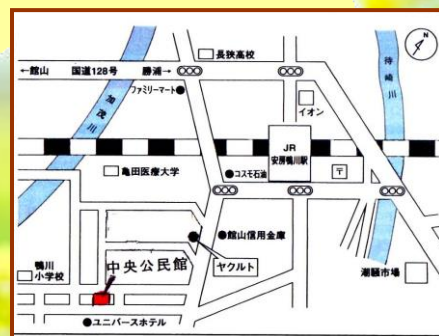 N
長狭高校
←館山 国道128号 勝浦→
ファミリーマート
加茂川
待崎川
イオン
JR
安房鴨川駅
亀田医療大学
コスモ石油
〒
鴨川
小学校
中央公民館
館山信用金庫
ヤクルト
潮騒市場
ユニバースホテル